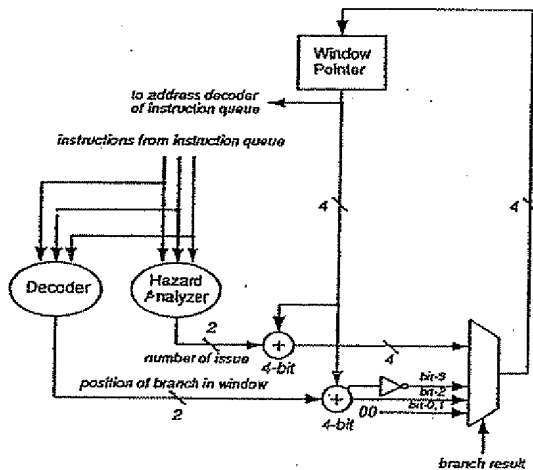 Window
Pointer
to address decoder
of instruction queue
instructions from instruction queue
4
4
Decoder
Hazard
Analyzer
2
number of issue
+
4-bit
4
position of branch in window
2
+
4-bit
00
bit-3
bit-2
bit-0,1
branch result